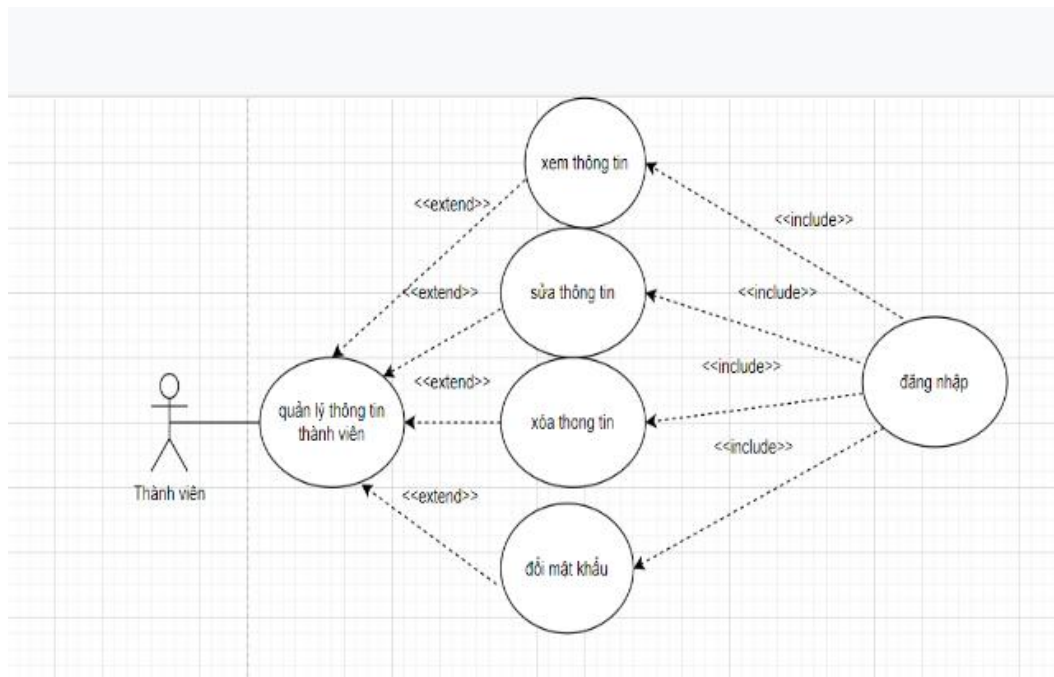 xem thông tin
<<extend>>
<<include>>
<<extend>>
sửa thông tin
<<include>>
<<include>>
đăng nhập
<<extend>>
quản lý thông tin
thành viên
xóa thong tin
<<include>>
Thành viên
<<extend>>
đổi mật khẩu